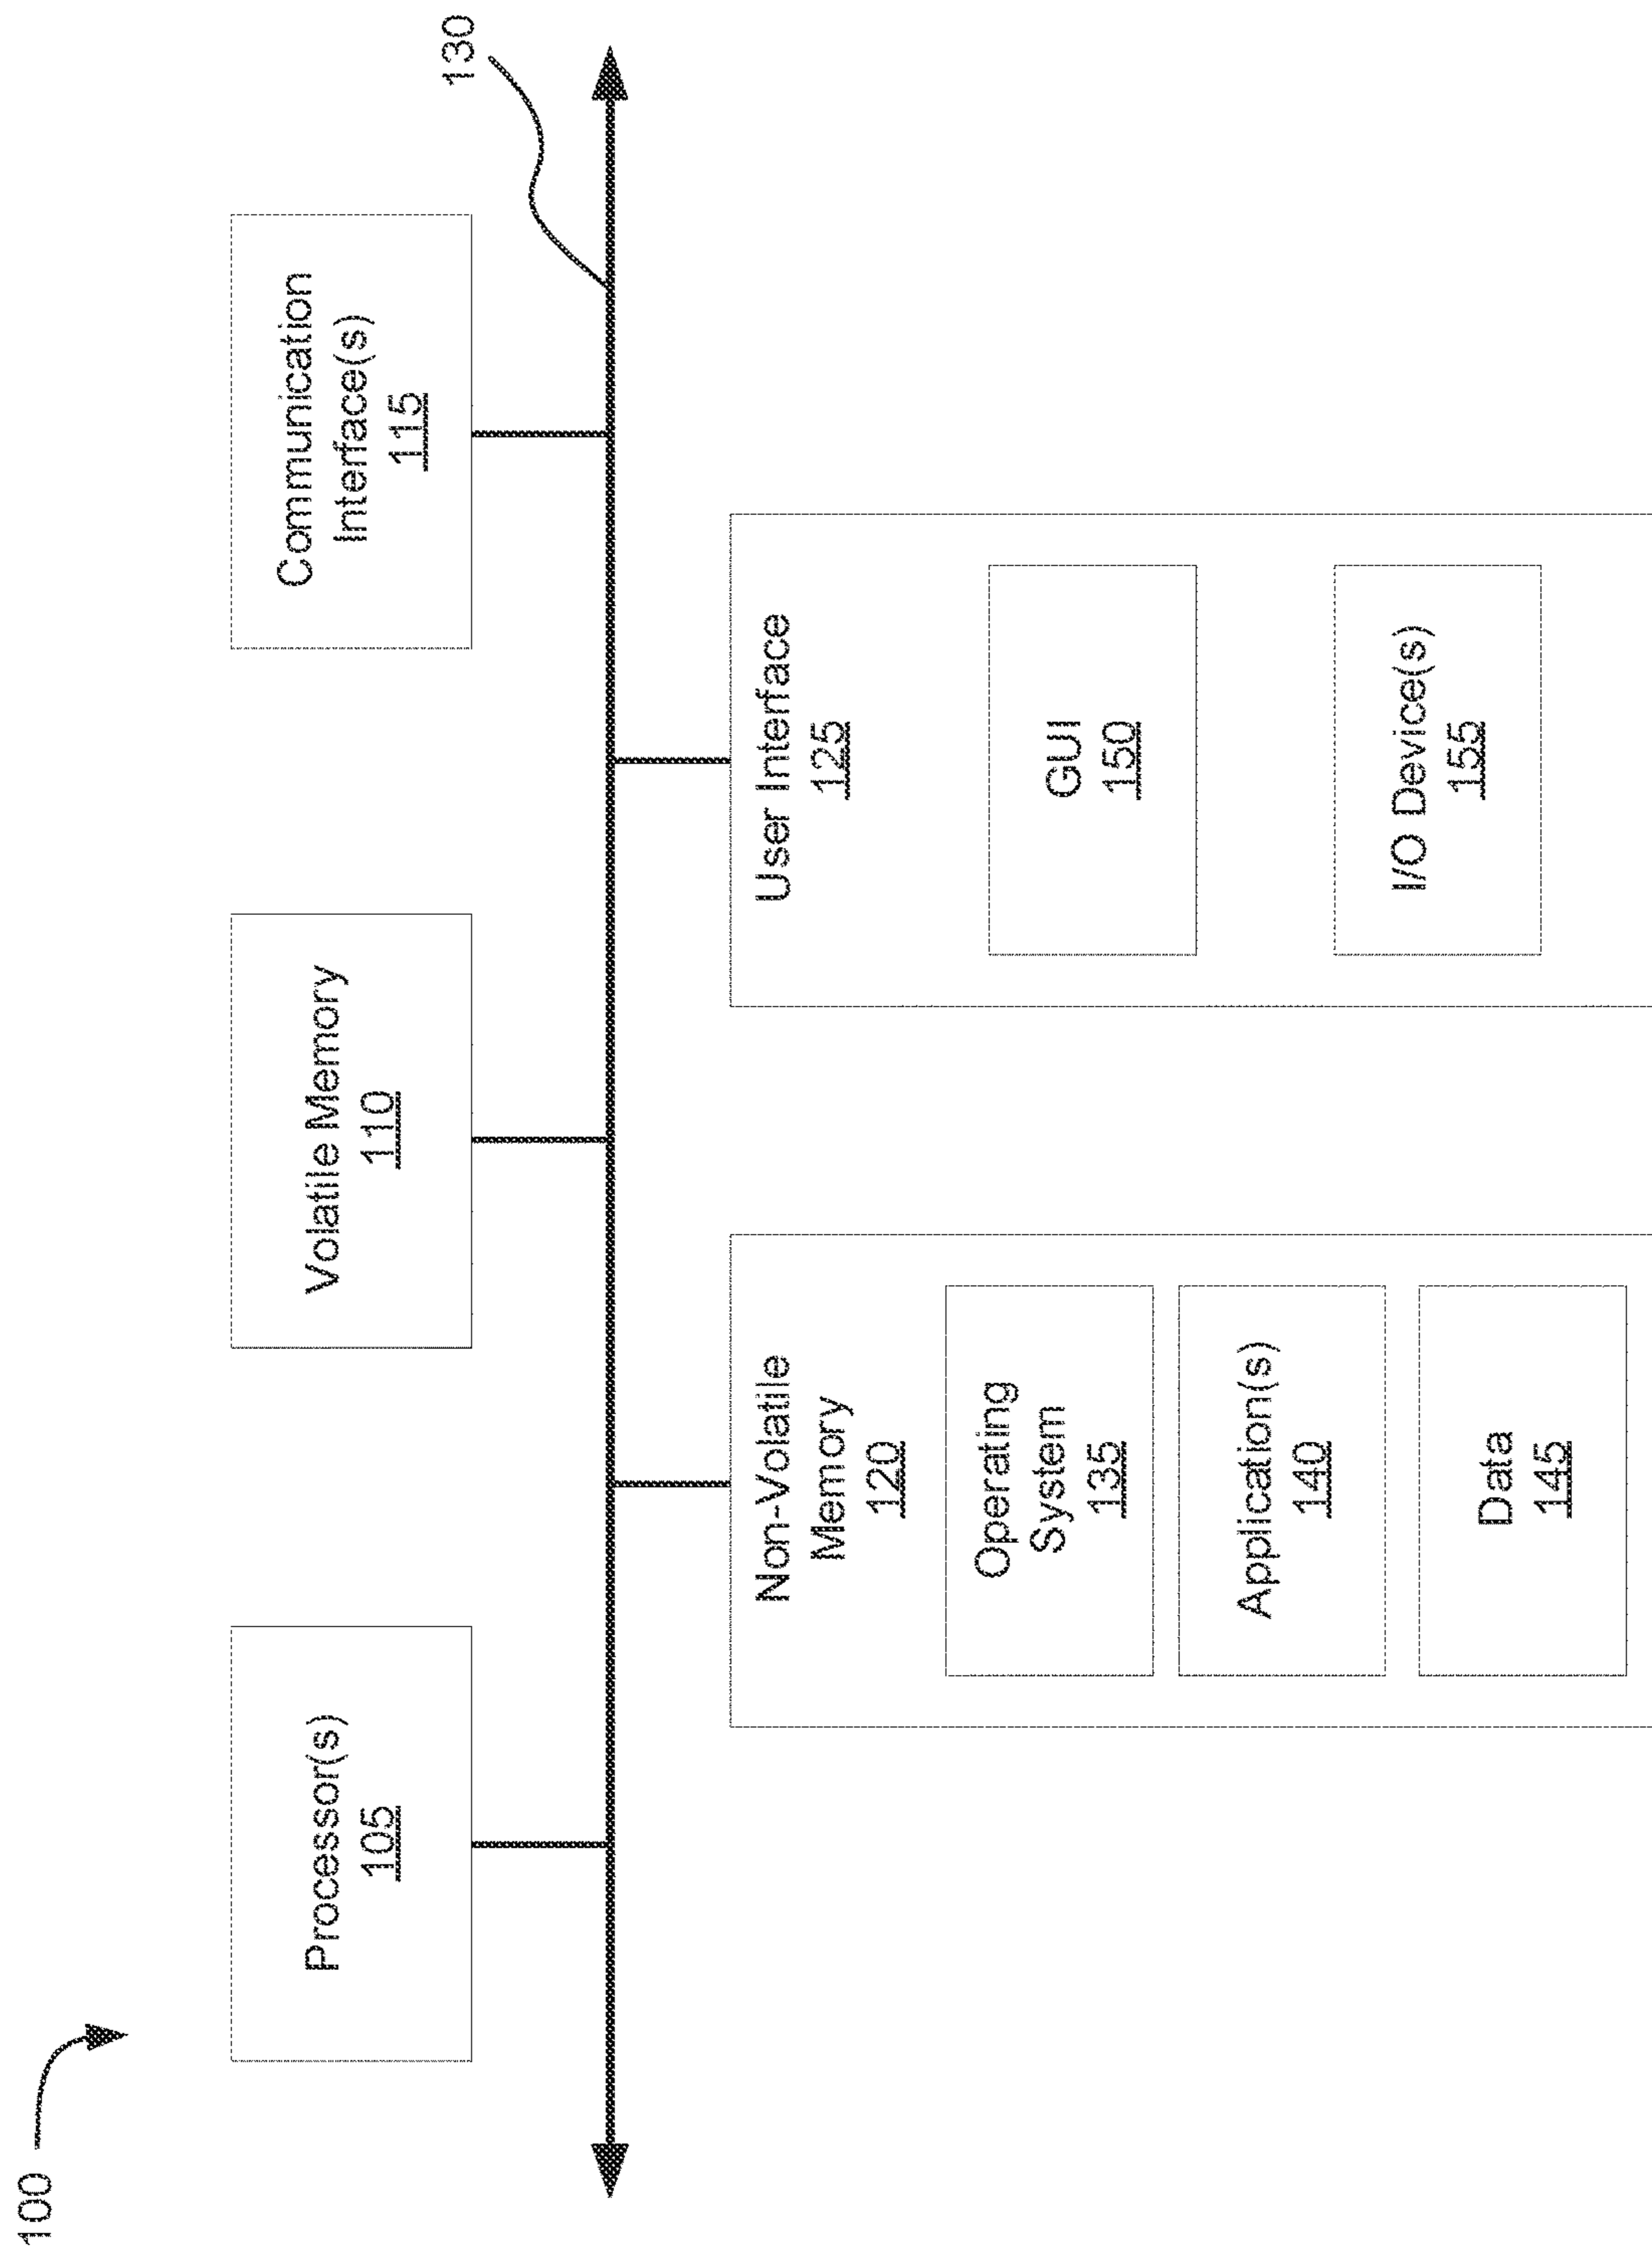 100
Processor(s)
105
Volatile Memory
110
Communication
Interface(s)
115
130
Non-Volatile
Memory
120
Operating
System
135
Application(s)
140
Data
145
User Interface
125
GUI
150
I/O Device(s)
155